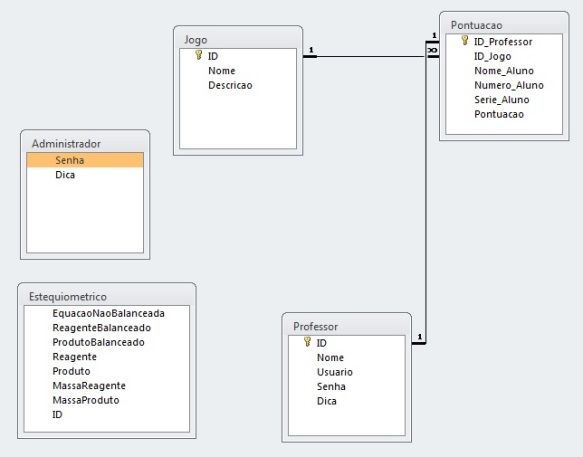 Jogo
ID
Nome
Descricao
1
1
∞
Pontuacao
ID_Professor
ID_Jogo
Nome_Aluno
Numero_Aluno
Serie_Aluno
Pontuacao
Administrador
Senha
Dica
Estequiometrico
EquacaoNaoBalanceada
ReagenteBalanceado
ProdutoBalanceado
Reagente
Produto
MassaReagente
MassaProduto
ID
Professor
ID
Nome
Usuario
Senha
Dica
1